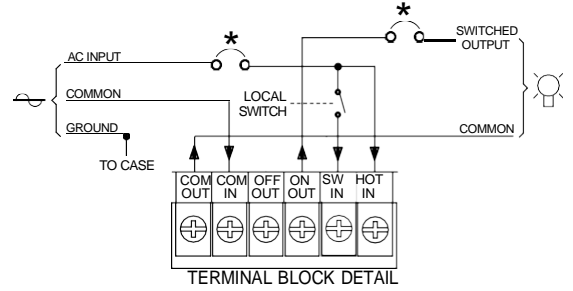 *
*
SWITCHED
OUTPUT
AC INPUT
COMMON
LOCAL
SWITCH
GROUND
COMMON
TO CASE
COM
OUT
COM
IN
OFF
OUT
ON
OUT
SW
IN
HOT
IN
TERMINAL BLOCK DETAIL